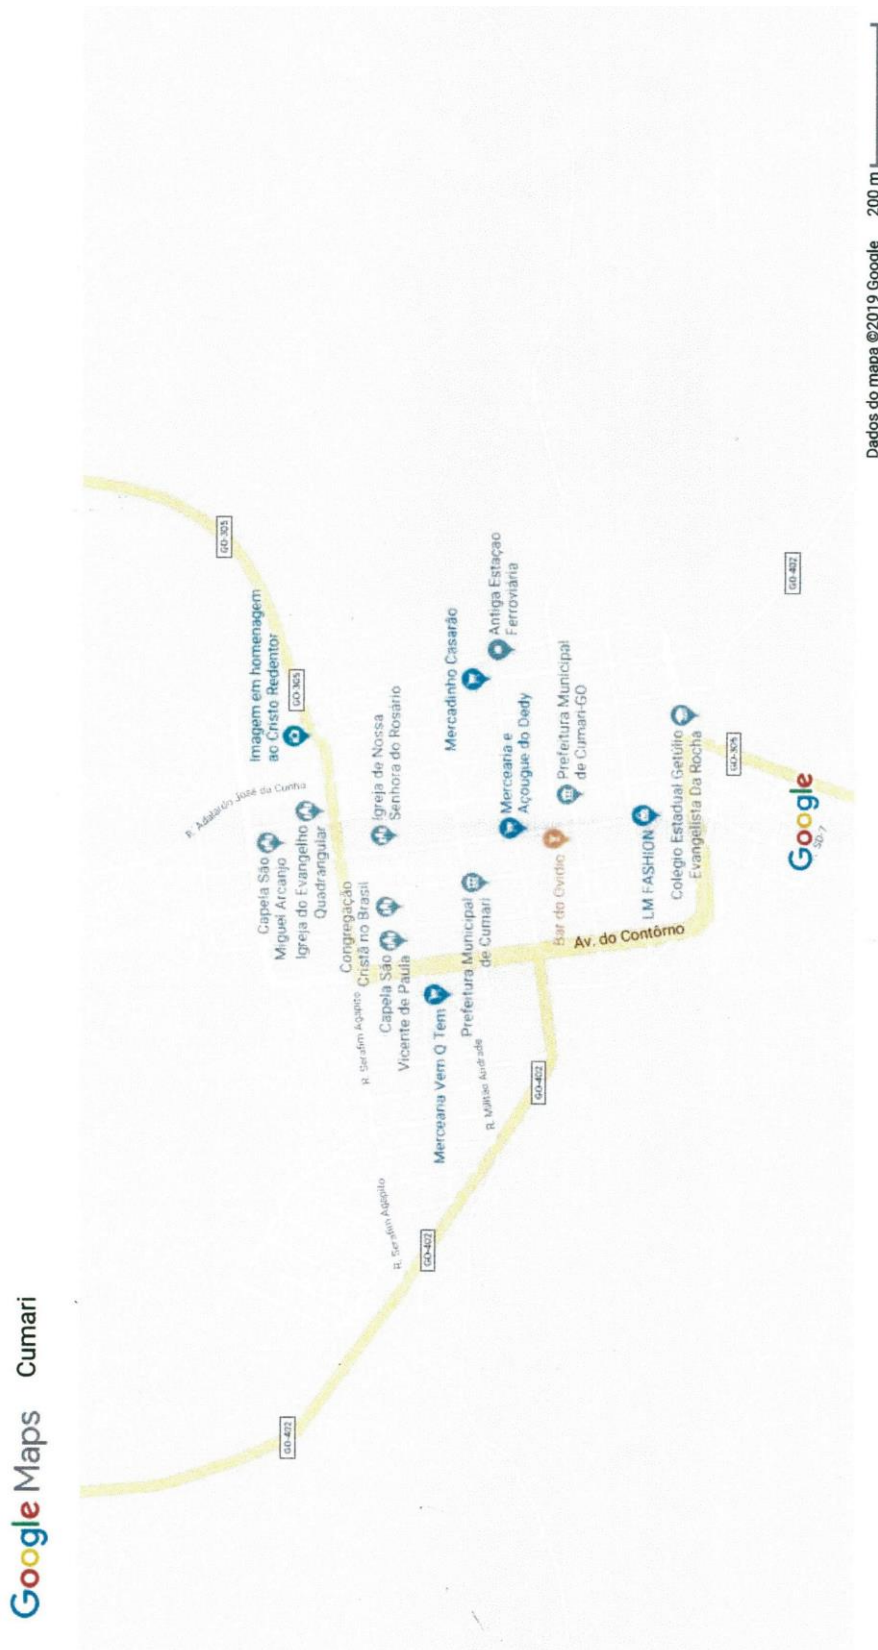 Google Maps Cumari
GO-305
Imagem em homenagem
ao Cristo Redentor
GO-305
R. Adalardo José da Cunha
Capela São
Miguel Arcanjo
Igreja do Evangelho
Quadrangular
Igreja de Nossa
Senhora do Rosário
Congregação
Cristã no Brasil
R. Serafim Agapito
Capela São
Vicente de Paula
Mercadinho Casarão
Antiga Estação
Ferroviária
Mercearia e
Açougue do Dedy
Prefeitura Municipal
de Cumari-GO
Prefeitura Municipal
de Cumari
Mercearia Vem Q Tem
R. Militão Andrade
Bar do Ovidio
Av. do Contôrno
LM FASHION
Colégio Estadual Getúlio
Evangelista Da Rocha
GO-402
GO-305
GO-402
R. Serafim Agapito
GO-402
GO-402
Google
SD-7
Dados do mapa ©2019 Google 200 m